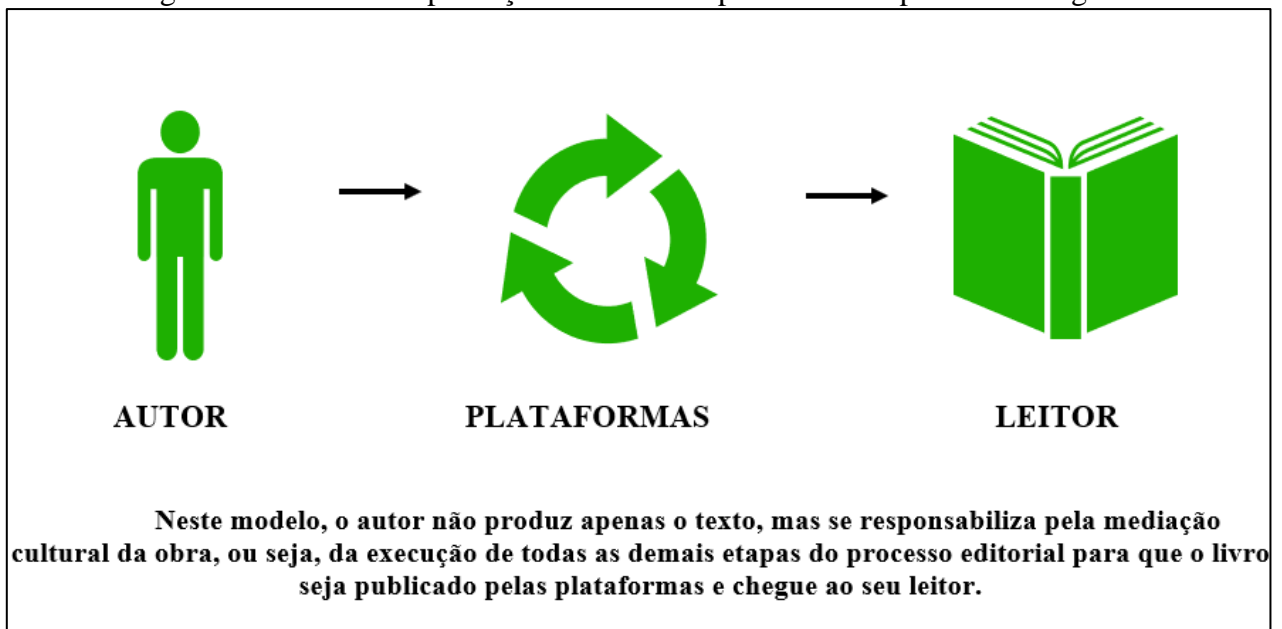 AUTOR
PLATAFORMAS
LEITOR
Neste modelo, o autor não produz apenas o texto, mas se responsabiliza pela mediação
cultural da obra, ou seja, da execução de todas as demais etapas do processo editorial para que o livro
seja publicado pelas plataformas e chegue ao seu leitor.